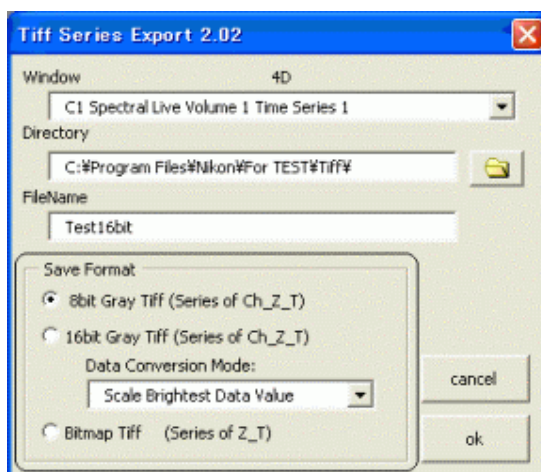 Tiff Series Export 2.02
Window 4D
C1 Spectral Live Volume 1 Time Series 1
Directory
C:¥Program Files¥Nikon¥For TEST¥Tiff¥
FileName
Test16bit
Save Format
8bit Gray Tiff (Series of Ch_Z_T)
16bit Gray Tiff (Series of Ch_Z_T)
Data Conversion Mode:
Scale Brightest Data Value
cancel
Bitmap Tiff (Series of Z_T)
ok